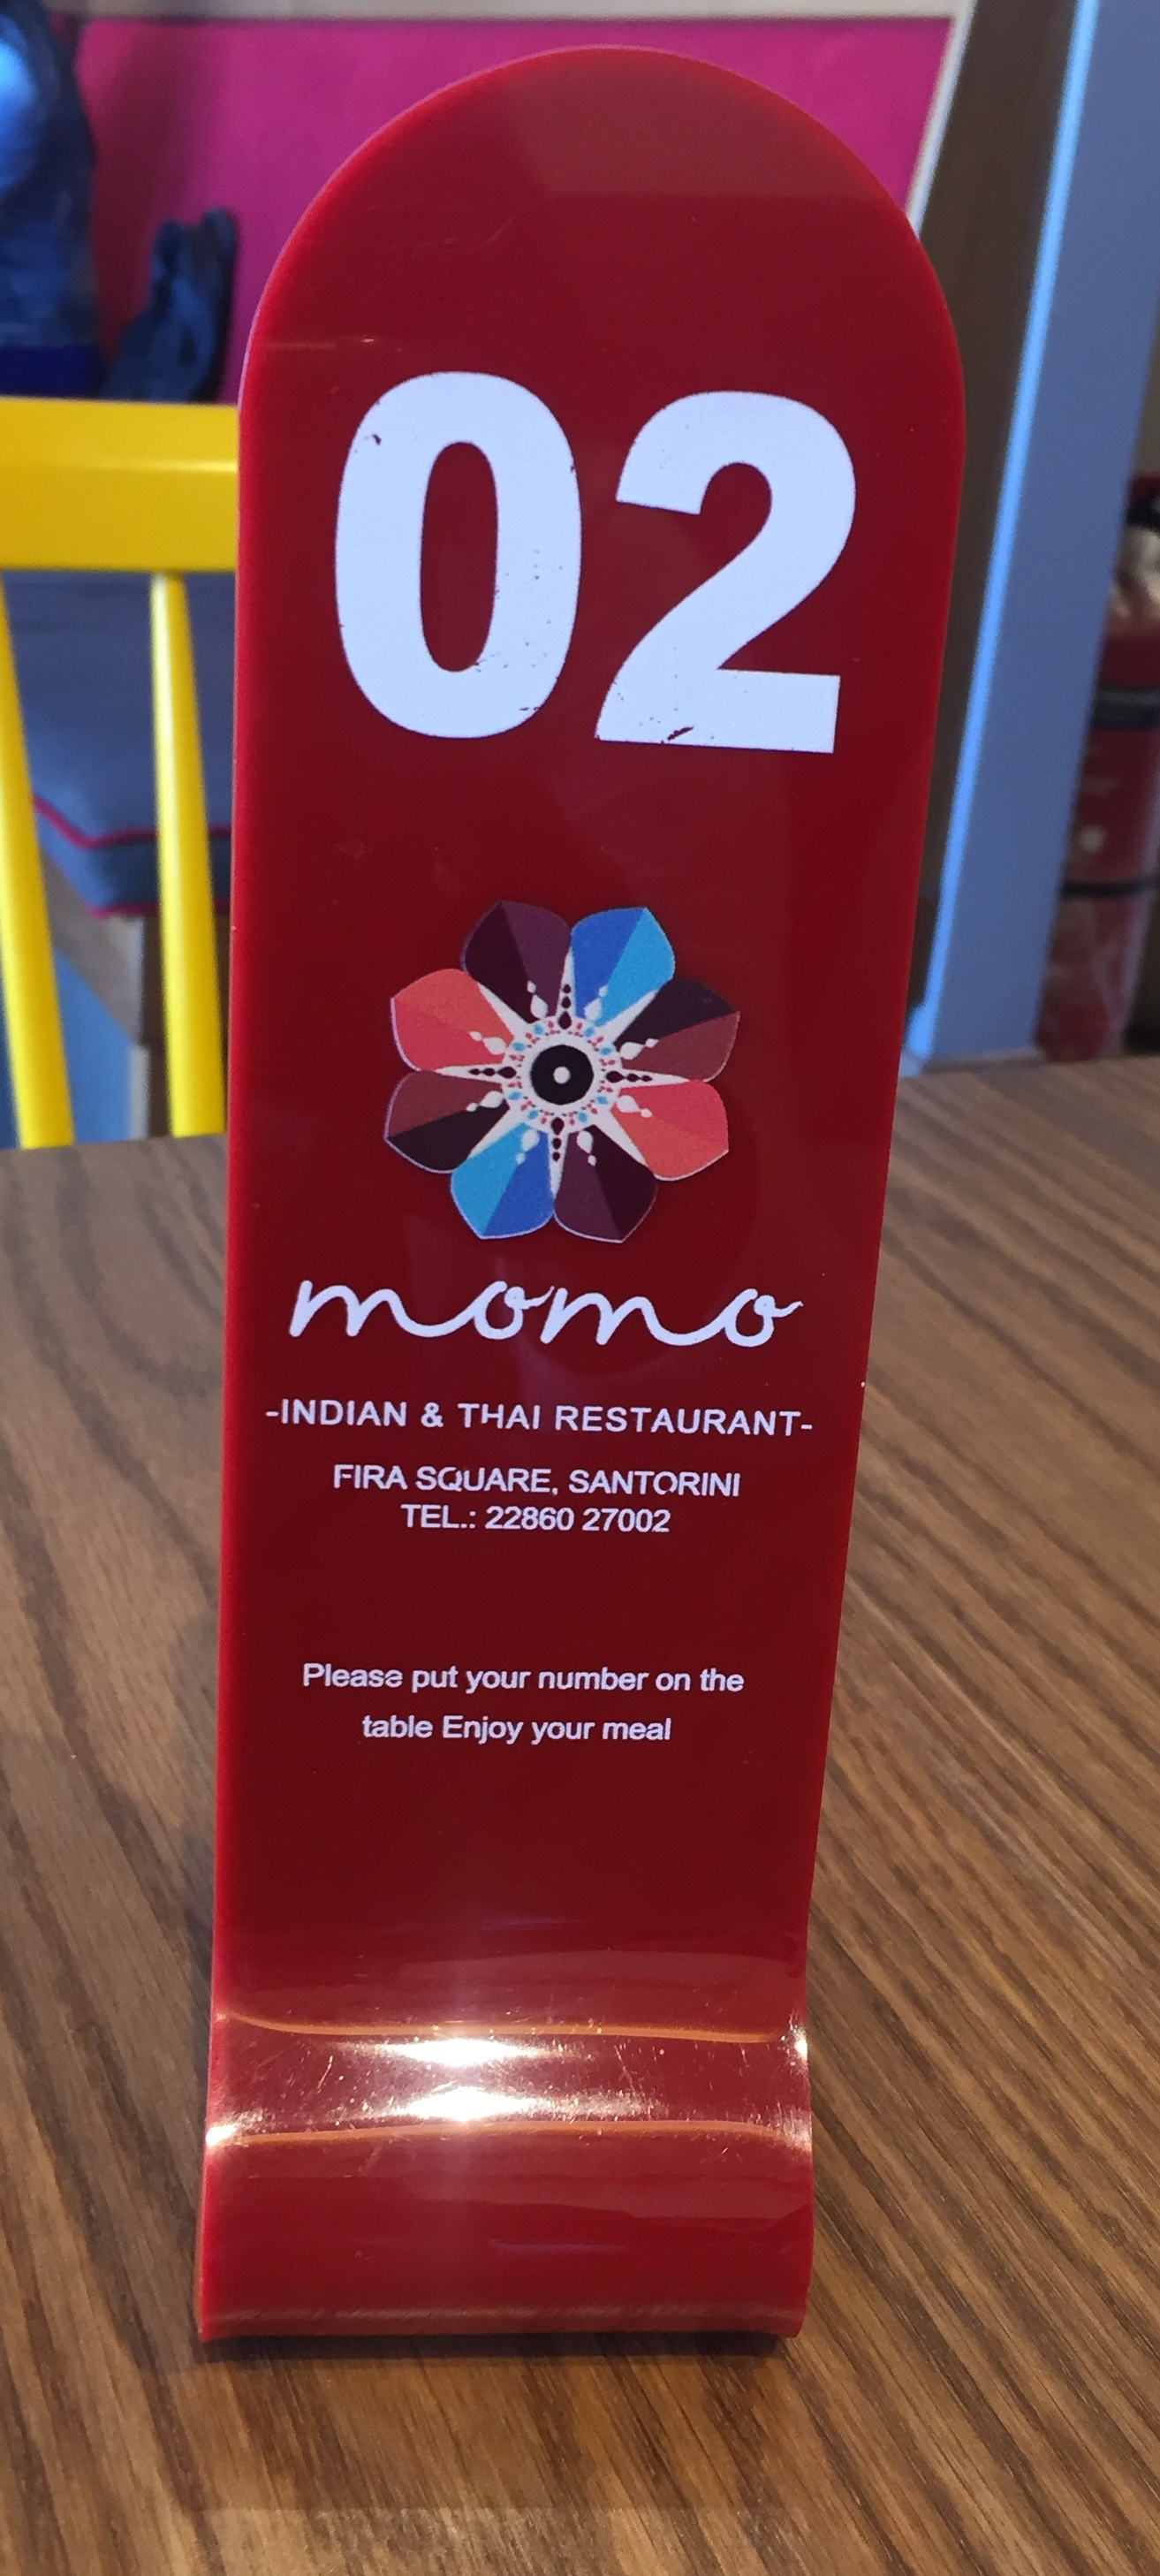 02
momo
-INDIAN & THAI RESTAURANT-
FIRA SQUARE, SANTORINI
TEL.: 22860 27002
Please put your number on the
table Enjoy your meal